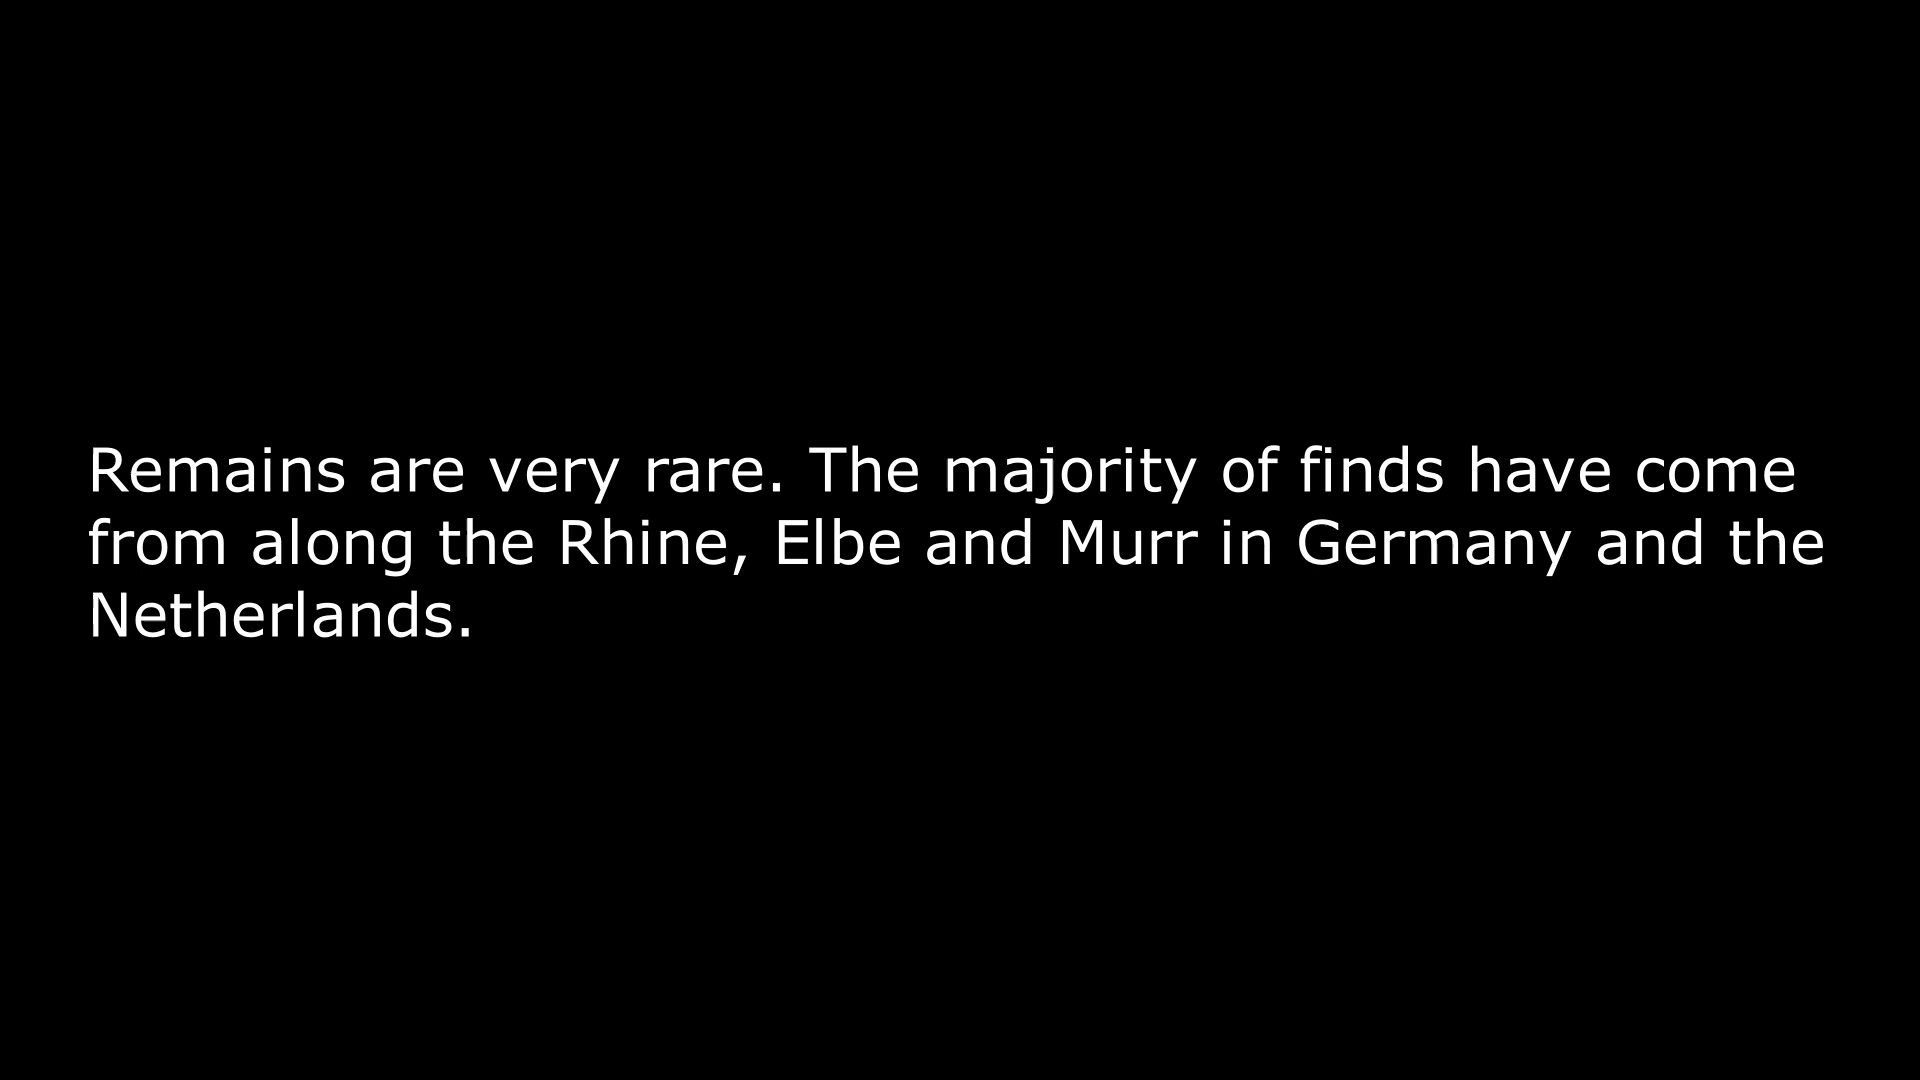 Remains are very rare. The majority of finds have come
from along the Rhine, Elbe and Murr in Germany and the
Netherlands.